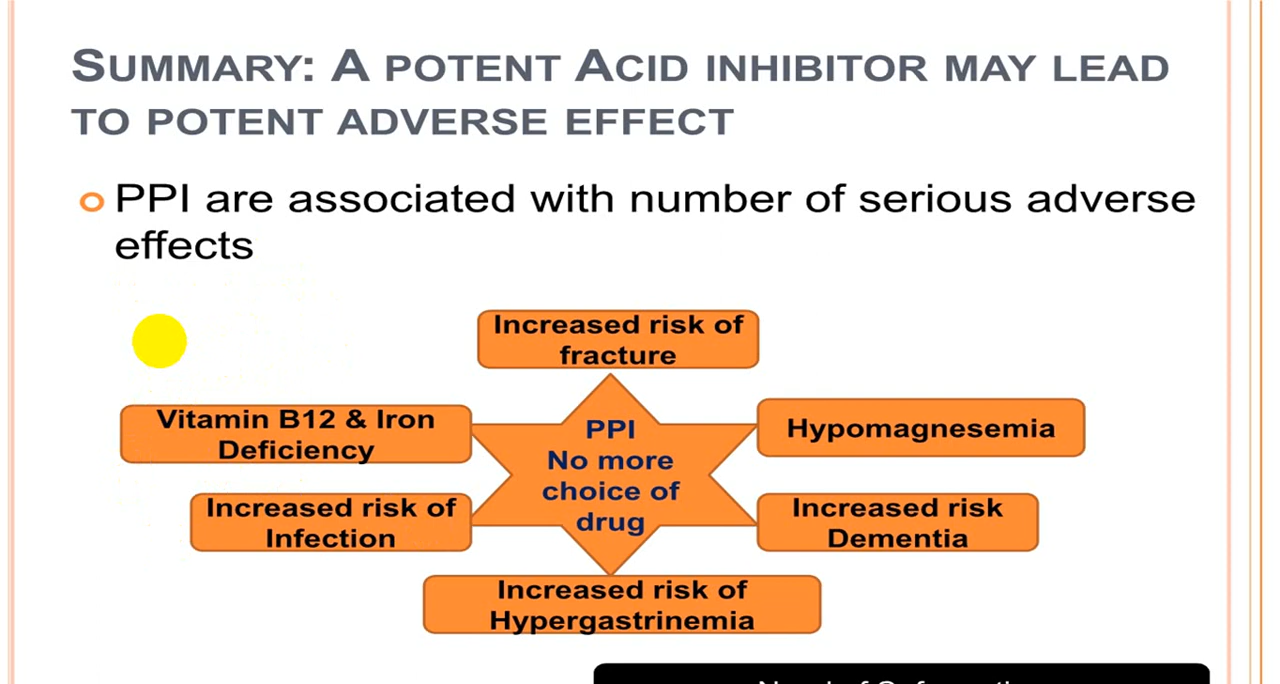 SUMMARY: A POTENT ACID INHIBITOR MAY LEAD
TO POTENT ADVERSE EFFECT
PPI are associated with number of serious adverse
effects
Increased risk of
fracture
Vitamin B12 & Iron
Deficiency
Hypomagnesemia
PPI
No more
choice of
drug
Increased risk of
Infection
Increased risk
Dementia
Increased risk of
Hypergastrinemia